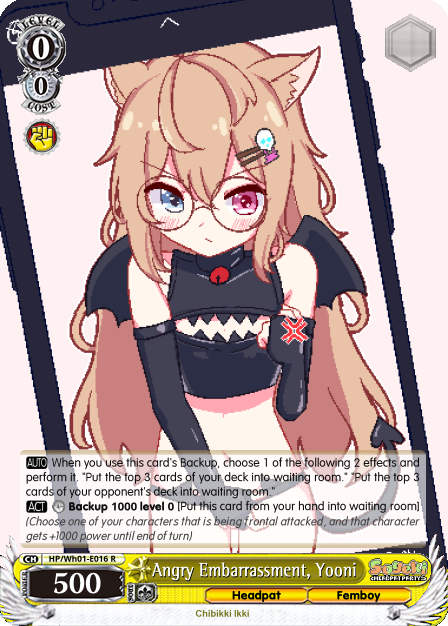 LEVEL
0
0
COST
AUTO When you use this card's Backup, choose 1 of the following 2 effects and
perform it. "Put the top 3 cards of your deck into waiting room." "Put the top 3
cards of your opponent's deck into waiting room."
ACT Backup 1000 level 0 [Put this card from your hand into waiting room]
(Choose one of your characters that is being frontal attacked, and that character
gets +1000 power until end of turn)
CH HP/Wh01-E016 R
POWER 500 SOUL Angry Embarrassment, Yooni
Headpat Femboy
Chibikki Ikki